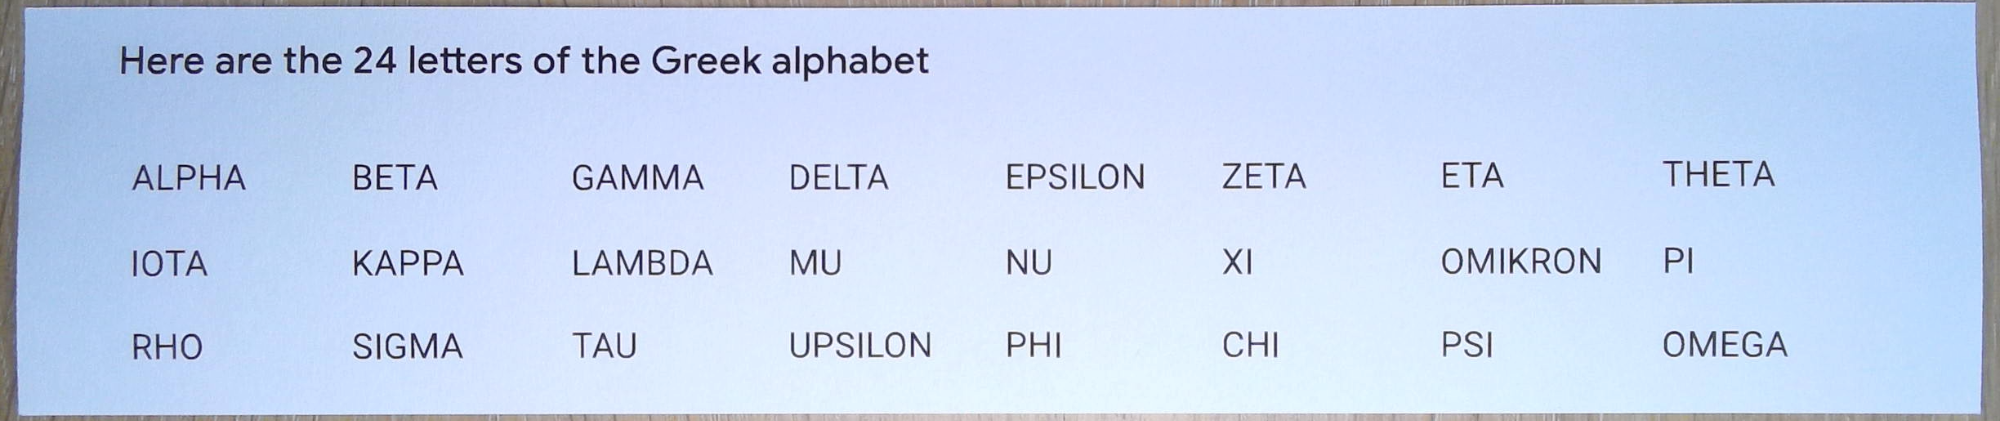 Here are the 24 letters of the Greek alphabet
ALPHA BETA GAMMA DELTA EPSILON ZETA ETA THETA
IOTA KAPPA LAMBDA MU NU XI OMIKRON PI
RHO SIGMA TAU UPSILON PHI CHI PSI OMEGA